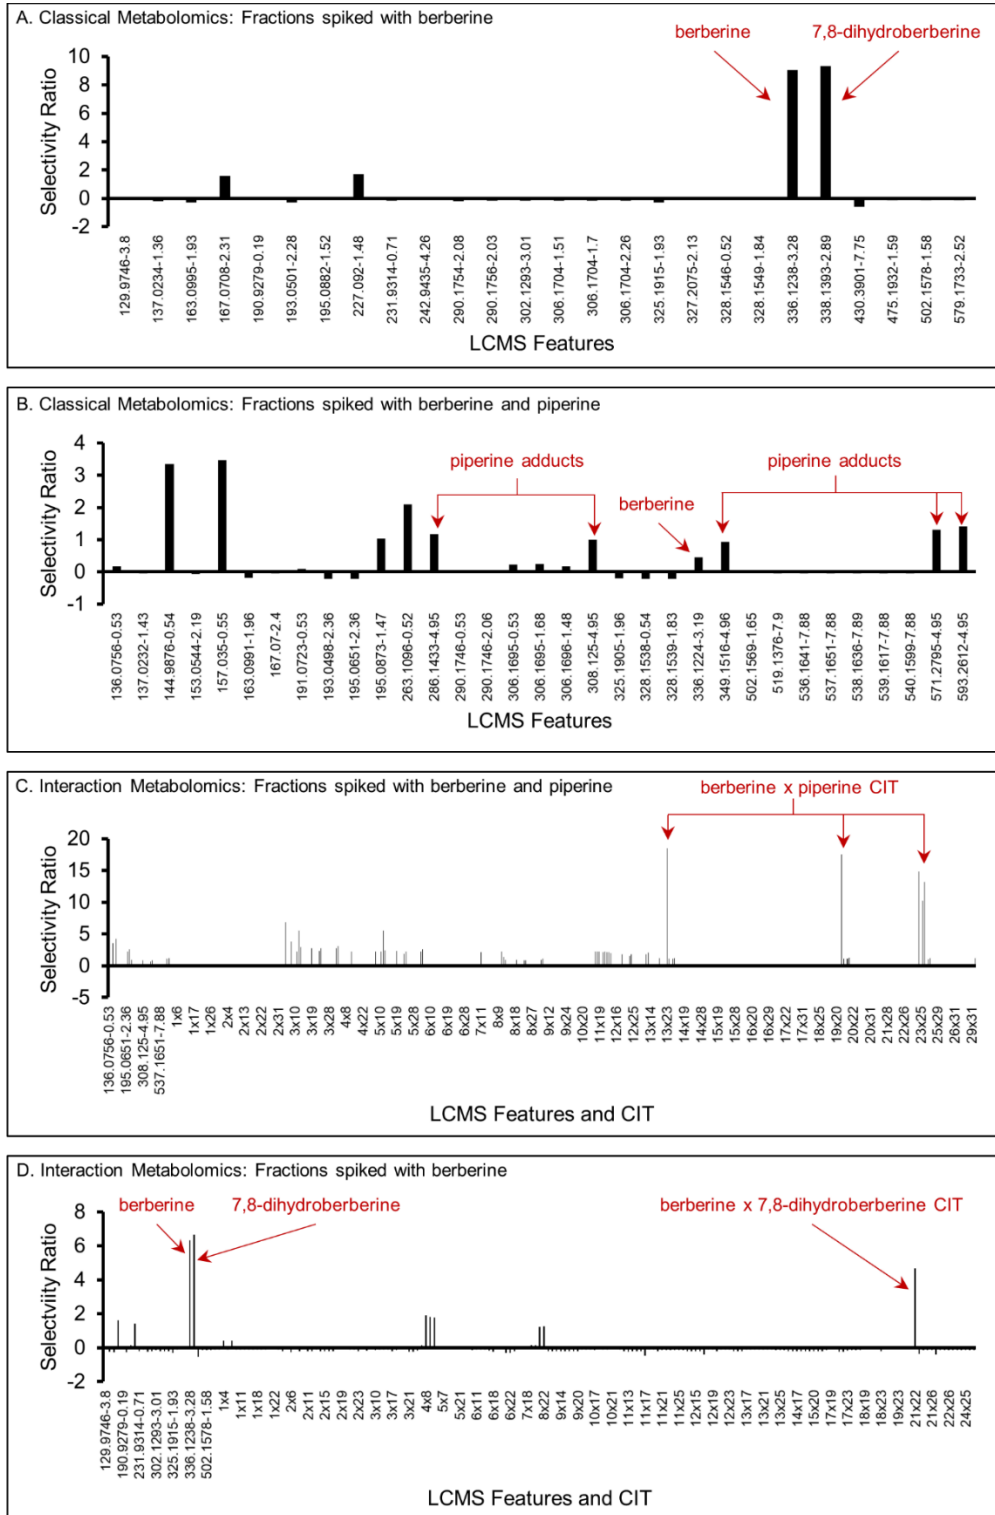 A. Classical Metabolomics: Fractions spiked with berberine
berberine
7,8-dihydroberberine
Selectivity Ratio
10
8
6
4
2
0
-2
129.9746-3.8
137.0234-1.36
163.0995-1.93
167.0708-2.31
190.9279-0.19
193.0501-2.28
195.0882-1.52
227.092-1.48
231.9314-0.71
242.9435-4.26
290.1754-2.08
290.1756-2.03
302.1293-3.01
306.1704-1.51
306.1704-1.7
306.1704-2.26
325.1915-1.93
327.2075-2.13
328.1546-0.52
328.1549-1.84
336.1238-3.28
338.1393-2.89
430.3901-7.75
475.1932-1.59
502.1578-1.58
579.1733-2.52
LCMS Features
B. Classical Metabolomics: Fractions spiked with berberine and piperine
piperine adducts
berberine
piperine adducts
Selectivity Ratio
4
3
2
1
0
-1
136.0756-0.53
137.0232-1.43
144.9876-0.54
153.0544-2.19
157.035-0.55
163.0991-1.96
167.07-2.4
191.0723-0.53
193.0498-2.36
195.0651-2.36
195.0873-1.47
263.1096-0.52
286.1433-4.95
290.1746-0.53
290.1746-2.06
306.1695-0.53
306.1695-1.68
306.1696-1.48
308.125-4.95
325.1905-1.96
328.1538-0.54
328.1539-1.83
336.1224-3.19
349.1516-4.96
502.1569-1.65
519.1376-7.9
536.1641-7.88
537.1651-7.88
538.1636-7.89
539.1617-7.88
540.1599-7.88
571.2795-4.95
593.2612-4.95
LCMS Features
C. Interaction Metabolomics: Fractions spiked with berberine and piperine
berberine x piperine CIT
Selectivity Ratio
20
15
10
5
0
-5
136.0756-0.53
195.0651-2.36
308.125-4.95
537.1651-7.88
1x6
1x17
1x26
2x4
2x13
2x22
2x31
3x10
3x19
3x28
4x8
4x22
5x10
5x19
5x28
6x10
6x19
6x28
7x11
8x9
8x18
8x27
9x12
9x24
10x20
11x19
12x16
12x25
13x14
13x23
14x19
14x28
15x19
15x28
16x20
16x29
17x22
17x31
18x25
19x20
20x22
20x31
21x28
22x26
23x25
25x29
26x31
29x31
LCMS Features and CIT
D. Interaction Metabolomics: Fractions spiked with berberine
berberine
7,8-dihydroberberine
berberine x 7,8-dihydroberberine CIT
Selectviity Ratio
8
6
4
2
0
-2
129.9746-3.8
190.9279-0.19
231.9314-0.71
302.1293-3.01
325.1915-1.93
336.1238-3.28
502.1578-1.58
1x4
1x11
1x18
1x22
2x6
2x11
2x15
2x19
2x23
3x10
3x17
3x21
4x8
5x7
5x21
6x11
6x18
6x22
7x18
8x22
9x14
9x20
10x17
11x13
11x21
11x25
12x15
12x19
12x23
13x17
13x21
13x25
14x17
15x20
17x19
17x23
18x19
18x23
19x23
21x22
21x26
22x26
24x25
LCMS Features and CIT